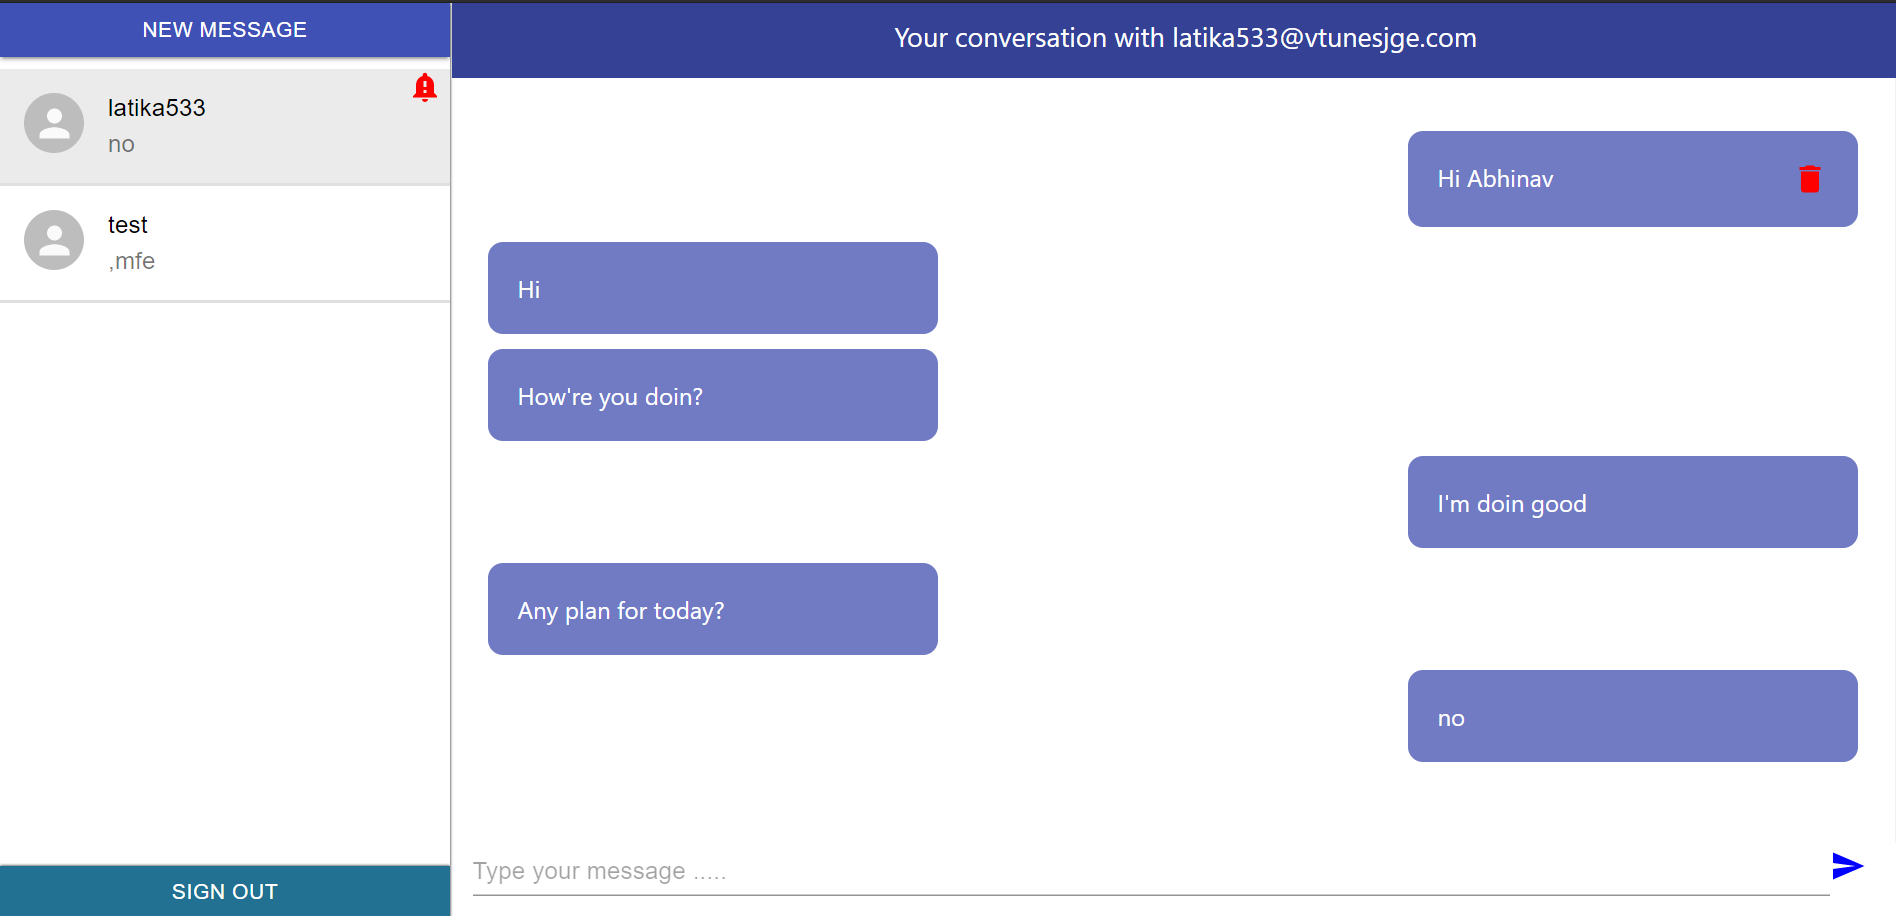 NEW MESSAGE
latika533
no
test
,mfe
SIGN OUT
Your conversation with latika533@vtunesjge.com
Hi Abhinav
Hi
How're you doin?
I'm doin good
Any plan for today?
no
Type your message .....